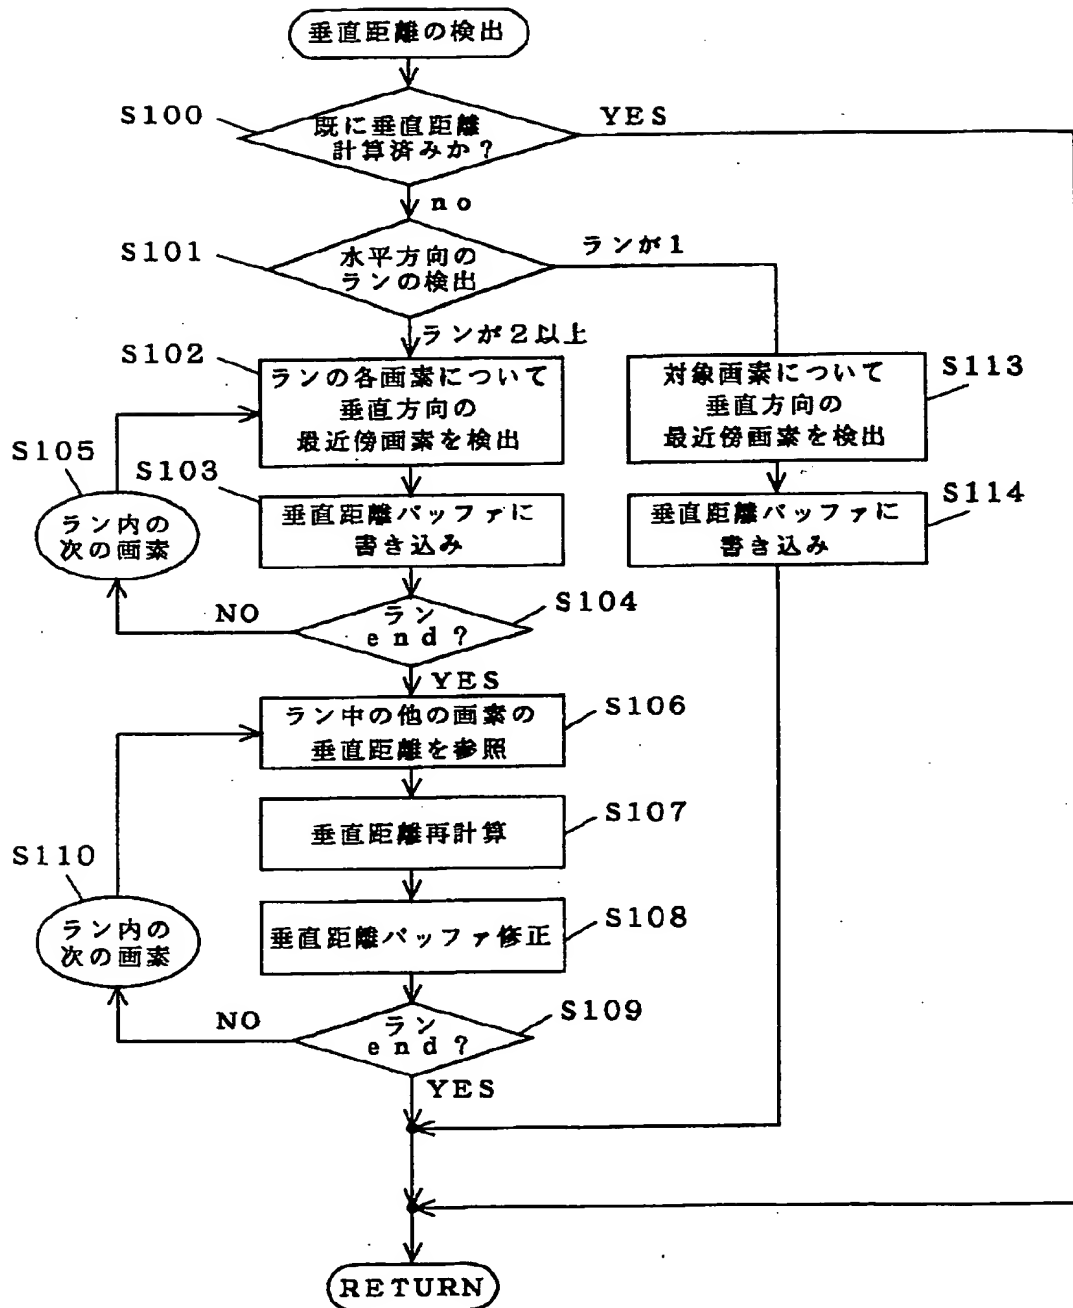 垂直距離の検出
S100
既に垂直距離
計算済みか？
YES
no
S101
水平方向の
ランの検出
ランが1
ランが2以上
S102
ランの各画素について
垂直方向の
最近傍画素を検出
対象画素について
垂直方向の
最近傍画素を検出
S113
S105
ラン内の
次の画素
S103
垂直距離バッファに
書き込み
垂直距離バッファに
書き込み
S114
NO
ラン
end？
S104
YES
ラン中の他の画素の
垂直距離を参照
S106
垂直距離再計算
S107
S110
ラン内の
次の画素
垂直距離バッファ修正
S108
NO
ラン
end？
S109
YES
RETURN